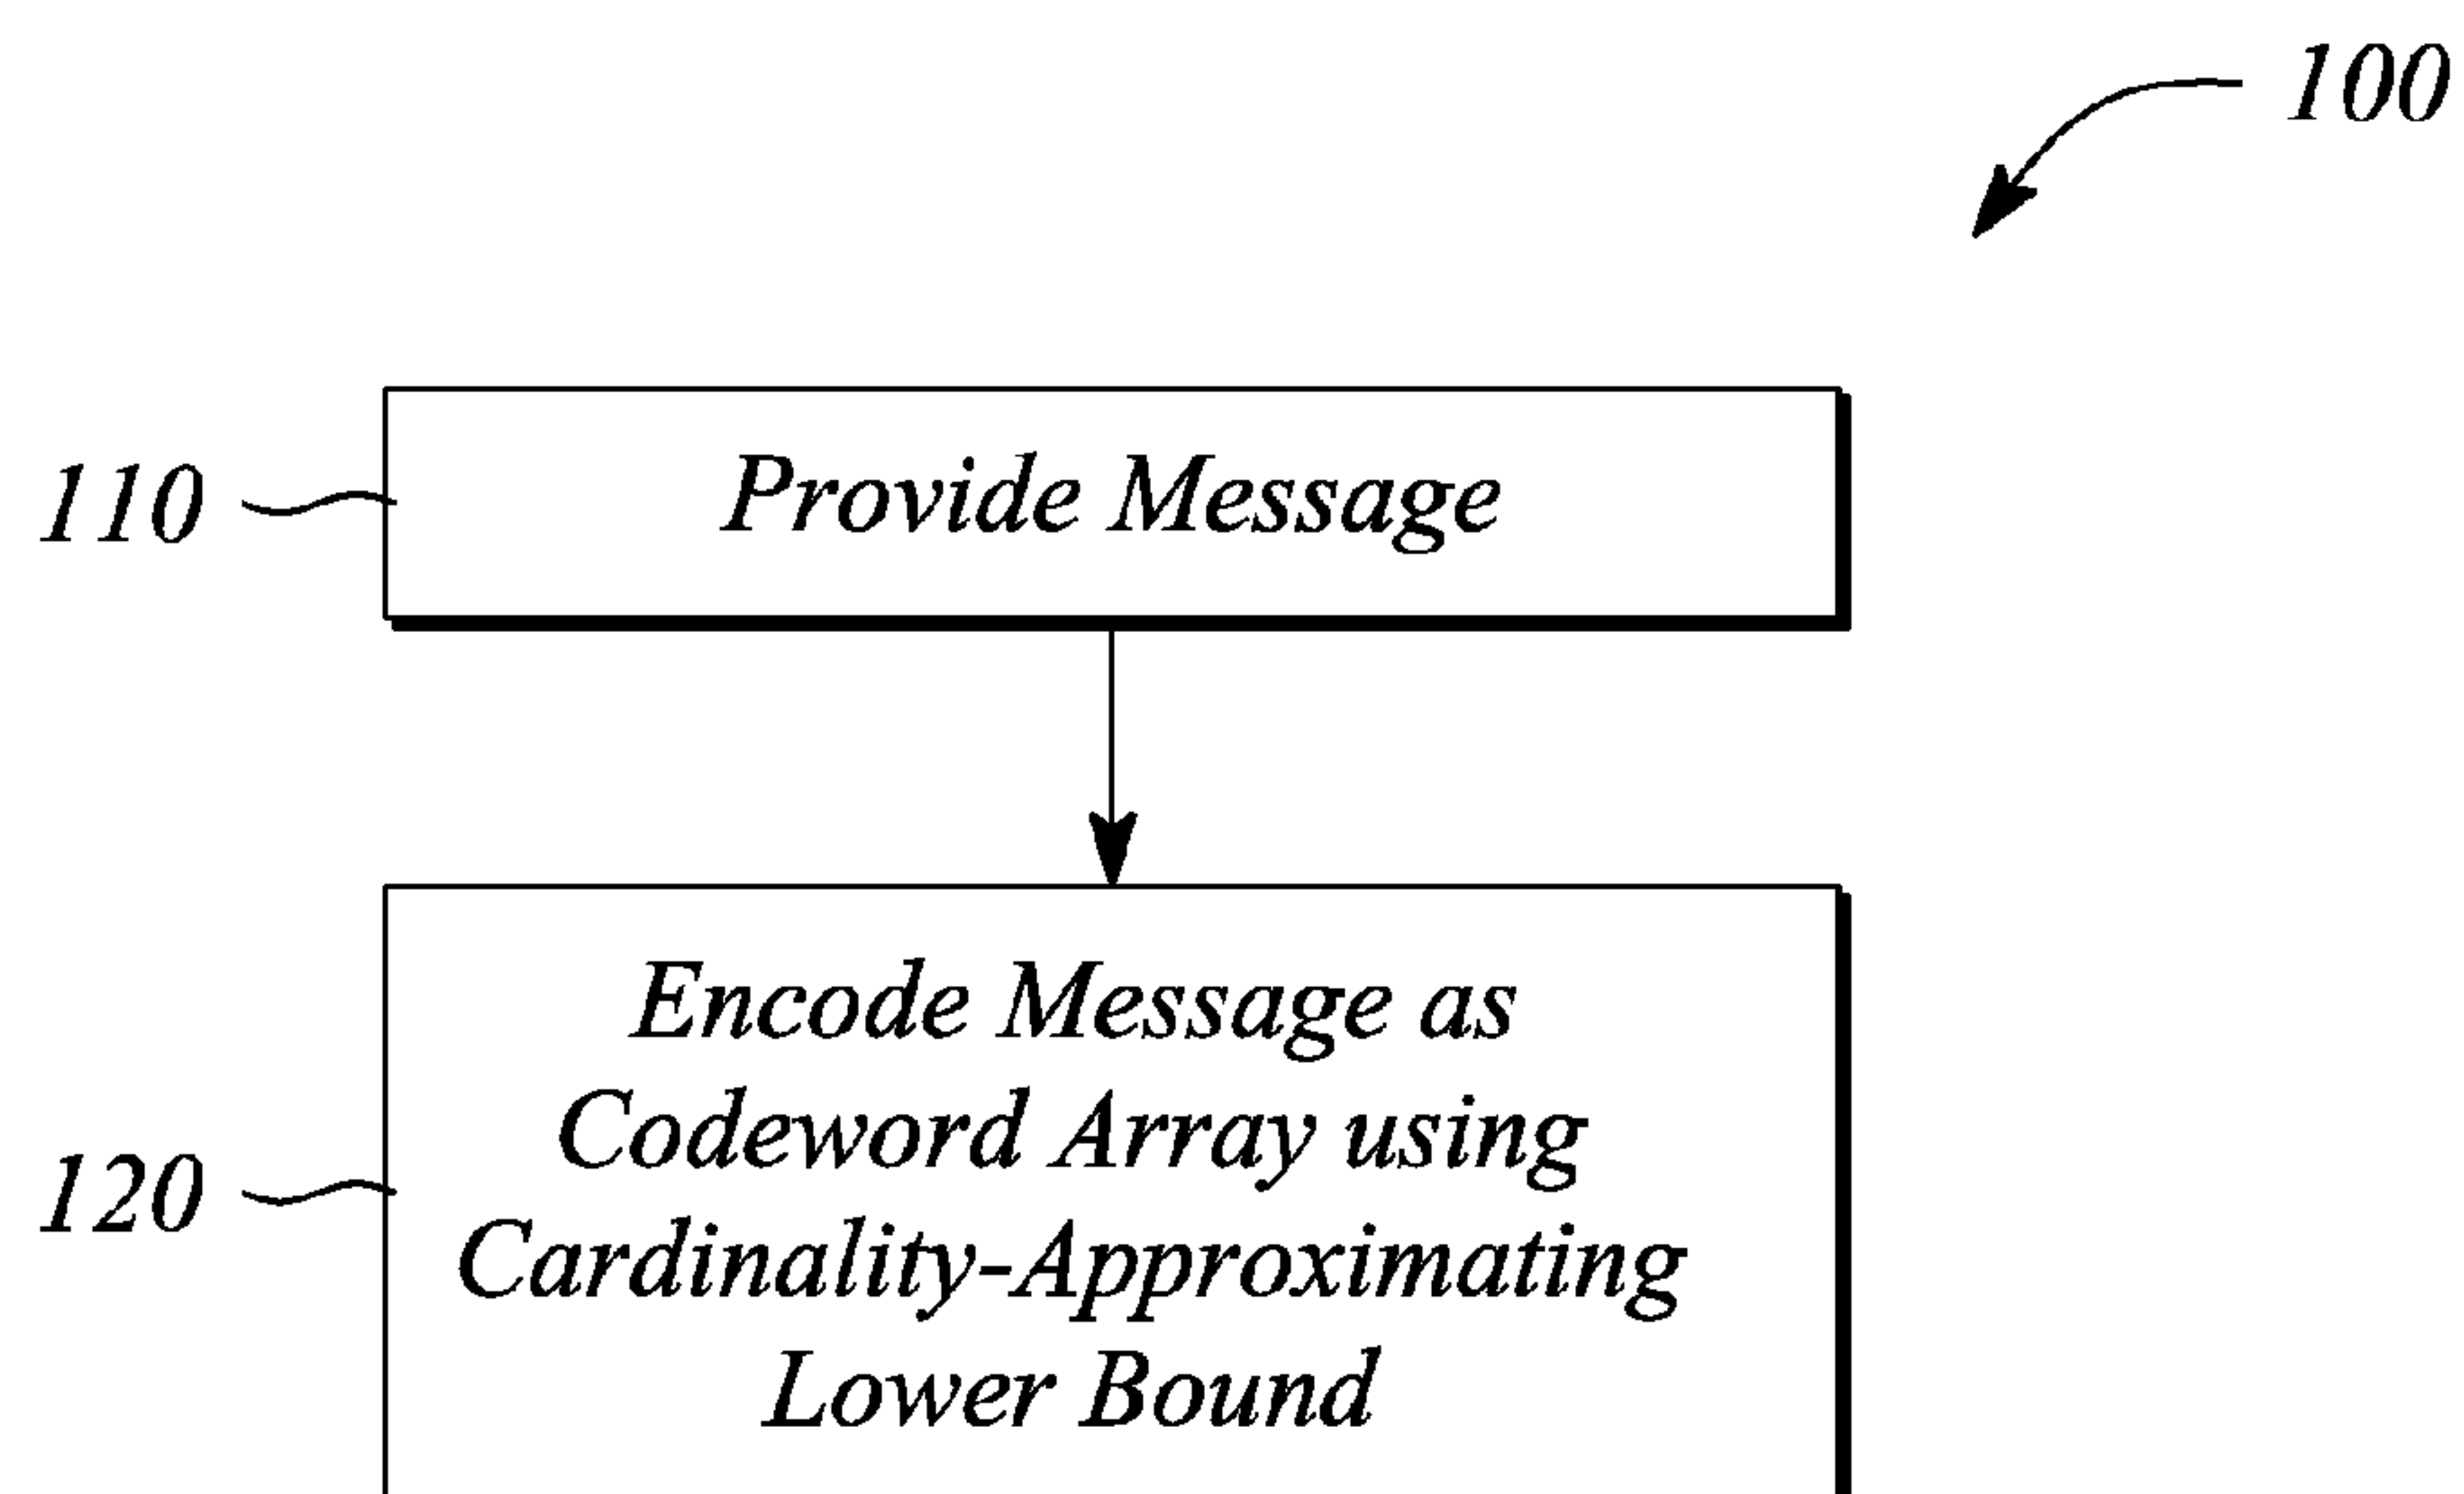 100
110
Provide Message
Encode Message as
Codeword Array using
120
Cardinality-Approximating
Lower Bound